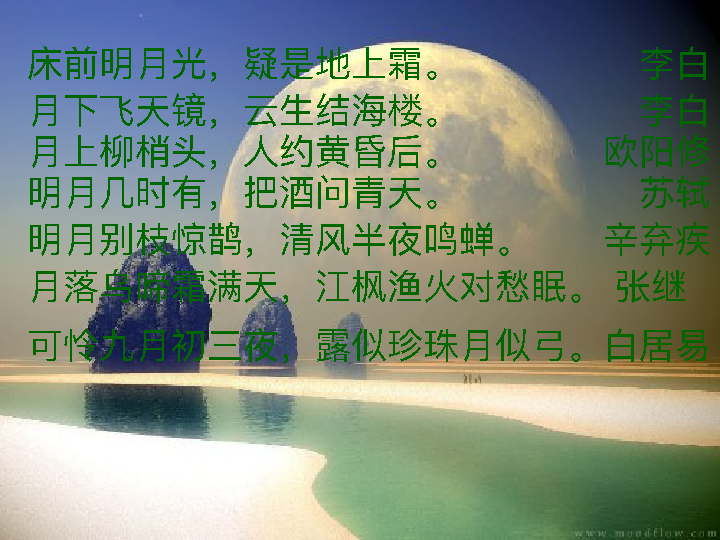 床前明月光，疑是地上霜。 李白
月下飞天镜，云生结海楼。 李白
月上柳梢头，人约黄昏后。 欧阳修
明月几时有，把酒问青天。 苏轼
明月别枝惊鹊，清风半夜鸣蝉。 辛弃疾
月落乌啼霜满天，江枫渔火对愁眠。 张继
可怜九月初三夜，露似珍珠月似弓。白居易
www.moudflow.com